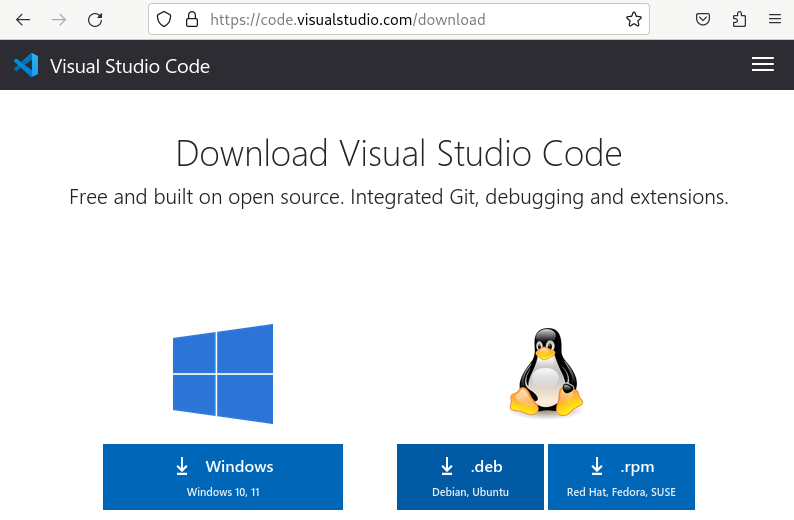 https://code.visualstudio.com/download
Visual Studio Code
Download Visual Studio Code
Free and built on open source. Integrated Git, debugging and extensions.
Windows
Windows 10, 11
.deb
Debian, Ubuntu
.rpm
Red Hat, Fedora, SUSE